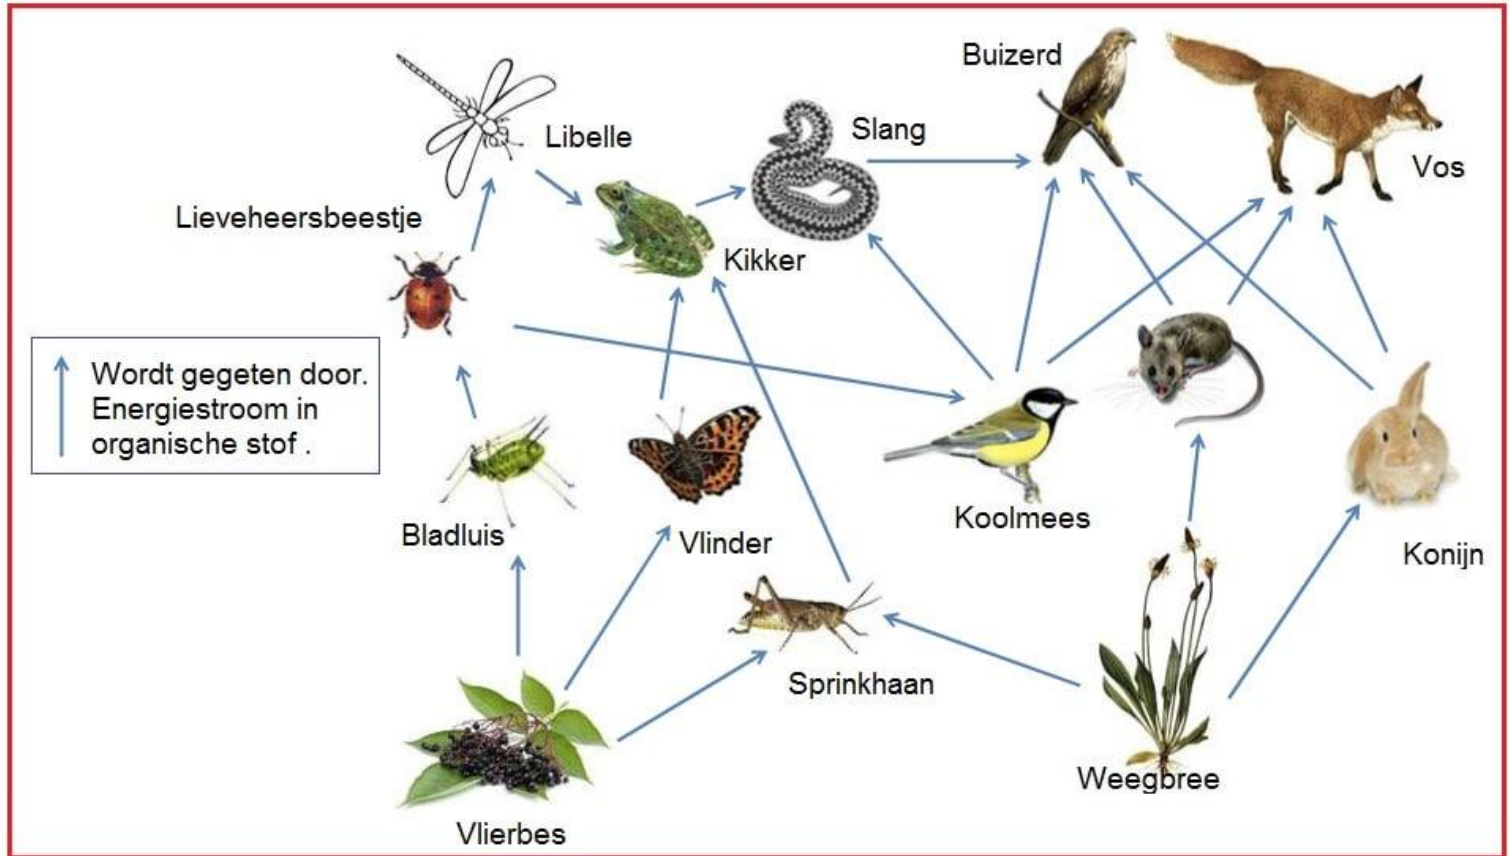 Buizerd
Slang
Libelle
Vos
Lieveheersbeestje
Kikker
Wordt gegeten door.
Energiestroom in
organische stof .
Koolmees
Bladluis
Vlinder
Konijn
Sprinkhaan
Weegbree
Vlierbes